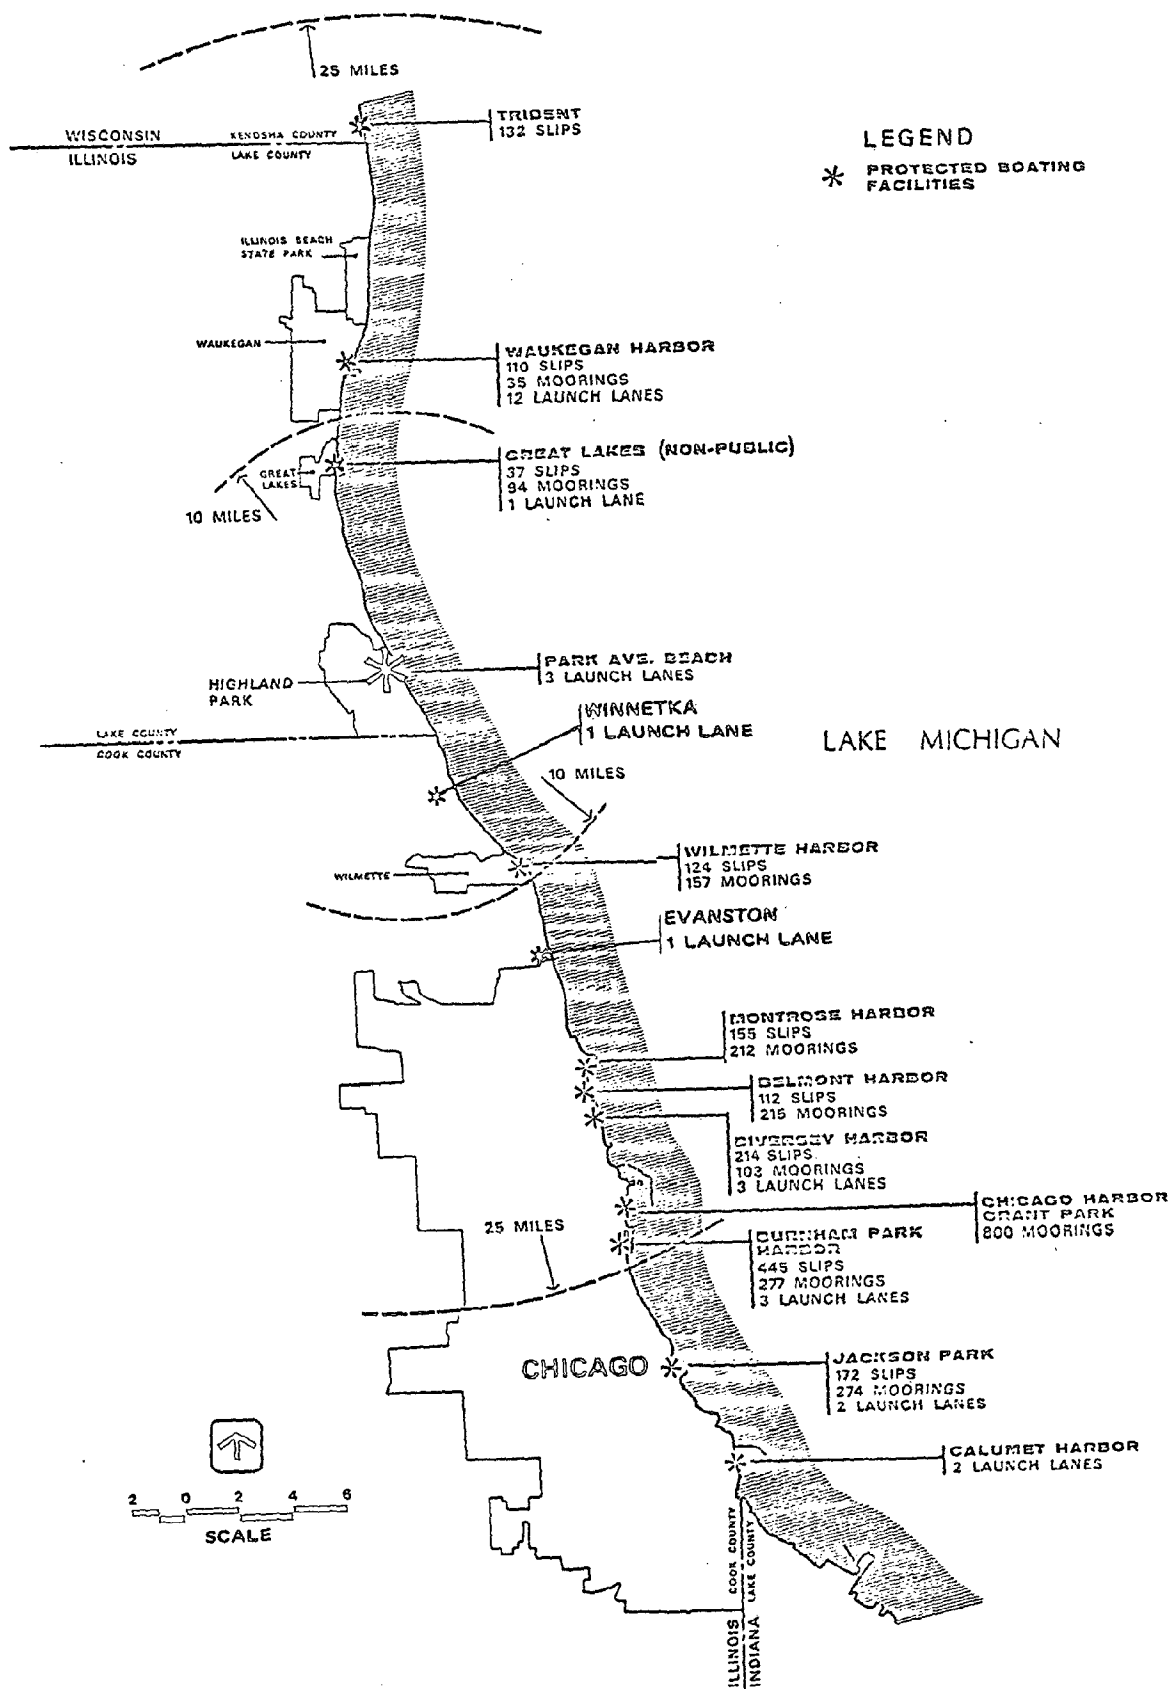 25 MILES
TRIDENT
132 SLIPS
WISCONSIN
KENOSHA COUNTY
ILLINOIS
LAKE COUNTY
LEGEND
PROTECTED BOATING
FACILITIES
ILLINOIS BEACH
STATE PARK
WAUKEGAN
WAUKEGAN HARBOR
110 SLIPS
35 MOORINGS
12 LAUNCH LANES
GREAT LAKES (NON-PUBLIC)
37 SLIPS
94 MOORINGS
1 LAUNCH LANE
GREAT
LAKES
10 MILES
PARK AVE. BEACH
3 LAUNCH LANES
HIGHLAND
PARK
WINNETKA
1 LAUNCH LANE
LAKE COUNTY
COOK COUNTY
LAKE MICHIGAN
10 MILES
WILMETTE HARBOR
124 SLIPS
157 MOORINGS
WILMETTE
EVANSTON
1 LAUNCH LANE
MONTROSE HARBOR
155 SLIPS
212 MOORINGS
BELMONT HARBOR
112 SLIPS
215 MOORINGS
DIVERSEY HARBOR
214 SLIPS
103 MOORINGS
3 LAUNCH LANES
CHICAGO HARBOR
GRANT PARK
800 MOORINGS
25 MILES
BURNHAM PARK
HARBOR
445 SLIPS
277 MOORINGS
3 LAUNCH LANES
CHICAGO
JACKSON PARK
172 SLIPS
274 MOORINGS
2 LAUNCH LANES
CALUMET HARBOR
2 LAUNCH LANES
2 0 2 4 6
SCALE
COOK COUNTY
LAKE COUNTY
ILLINOIS
INDIANA